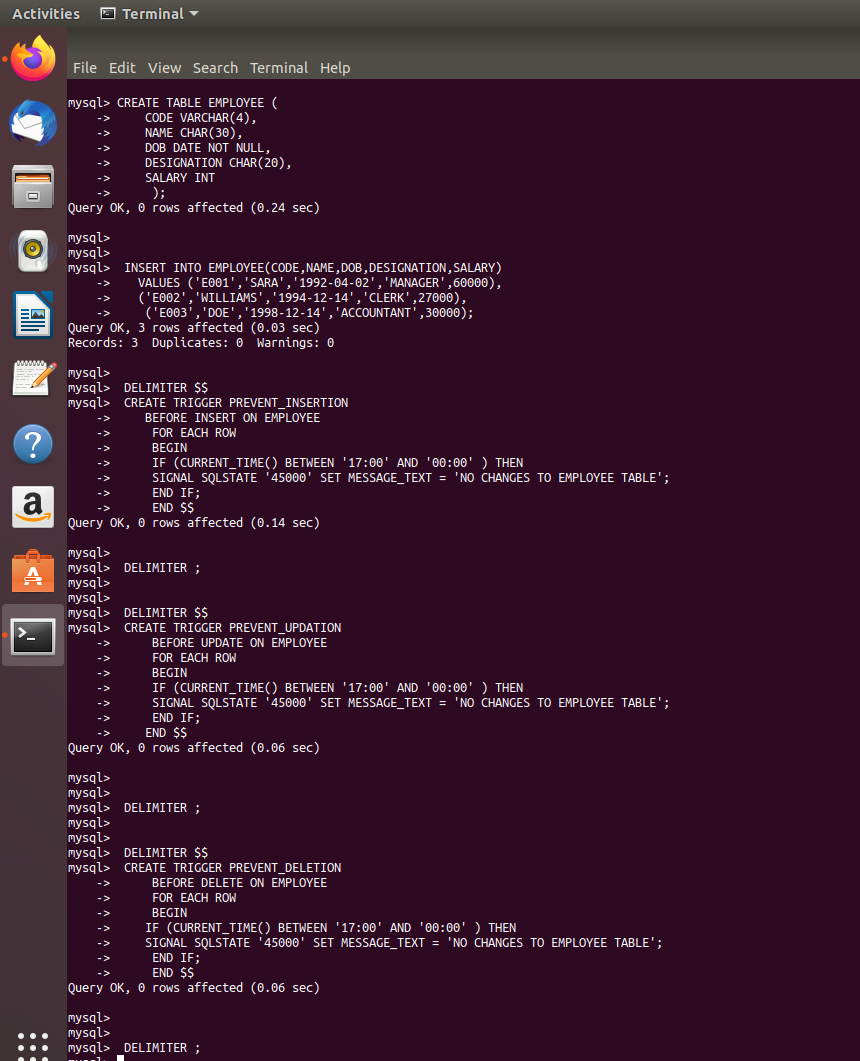 Activities Terminal
File Edit View Search Terminal Help
mysql> CREATE TABLE EMPLOYEE (
-> CODE VARCHAR(4),
-> NAME CHAR(30),
-> DOB DATE NOT NULL,
-> DESIGNATION CHAR(20),
-> SALARY INT
-> );
Query OK, 0 rows affected (0.24 sec)
mysql>
mysql>
mysql> INSERT INTO EMPLOYEE(CODE,NAME,DOB,DESIGNATION,SALARY)
-> VALUES ('E001','SARA','1992-04-02','MANAGER',60000),
-> ('E002','WILLIAMS','1994-12-14','CLERK',27000),
-> ('E003','DOE','1998-12-14','ACCOUNTANT',30000);
Query OK, 3 rows affected (0.03 sec)
Records: 3 Duplicates: 0 Warnings: 0
mysql>
mysql> DELIMITER $$
mysql> CREATE TRIGGER PREVENT_INSERTION
-> BEFORE INSERT ON EMPLOYEE
-> FOR EACH ROW
-> BEGIN
-> IF (CURRENT_TIME() BETWEEN '17:00' AND '00:00' ) THEN
-> SIGNAL SQLSTATE '45000' SET MESSAGE_TEXT = 'NO CHANGES TO EMPLOYEE TABLE';
-> END IF;
-> END $$
Query OK, 0 rows affected (0.14 sec)
mysql>
mysql> DELIMITER ;
mysql>
mysql>
mysql> DELIMITER $$
mysql> CREATE TRIGGER PREVENT_UPDATION
-> BEFORE UPDATE ON EMPLOYEE
-> FOR EACH ROW
-> BEGIN
-> IF (CURRENT_TIME() BETWEEN '17:00' AND '00:00' ) THEN
-> SIGNAL SQLSTATE '45000' SET MESSAGE_TEXT = 'NO CHANGES TO EMPLOYEE TABLE';
-> END IF;
-> END $$
Query OK, 0 rows affected (0.06 sec)
mysql>
mysql>
mysql> DELIMITER ;
mysql>
mysql>
mysql> DELIMITER $$
mysql> CREATE TRIGGER PREVENT_DELETION
-> BEFORE DELETE ON EMPLOYEE
-> FOR EACH ROW
-> BEGIN
-> IF (CURRENT_TIME() BETWEEN '17:00' AND '00:00' ) THEN
-> SIGNAL SQLSTATE '45000' SET MESSAGE_TEXT = 'NO CHANGES TO EMPLOYEE TABLE';
-> END IF;
-> END $$
Query OK, 0 rows affected (0.06 sec)
mysql>
mysql>
mysql> DELIMITER ;
mysql>